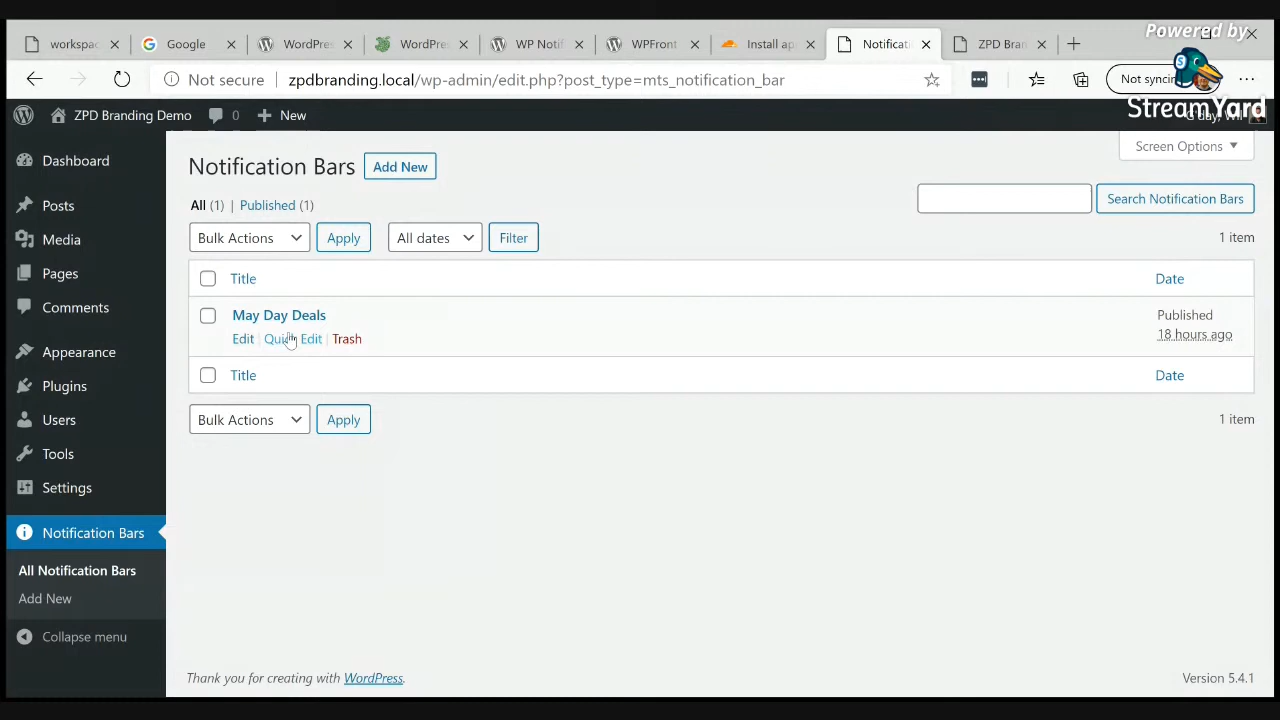 Powered by
StreamYard
workspac
Google
WordPres
WordPre
WP Notif
WPFront
Install ap
Notificati
ZPD Bran
Not secure
zpdbranding.local/wp-admin/edit.php?post_type=mts_notification_bar
Not syncin
ZPD Branding Demo
0
New
Dashboard
Posts
Media
Pages
Comments
Appearance
Plugins
Users
Tools
Settings
Notification Bars
All Notification Bars
Add New
Collapse menu
Screen Options
Notification Bars
Add New
All (1) | Published (1)
Search Notification Bars
Bulk Actions
Apply
All dates
Filter
1 item
Title
Date
May Day Deals
Published
Edit | Quick Edit | Trash
18 hours ago
Title
Date
Bulk Actions
Apply
1 item
Thank you for creating with WordPress.
Version 5.4.1